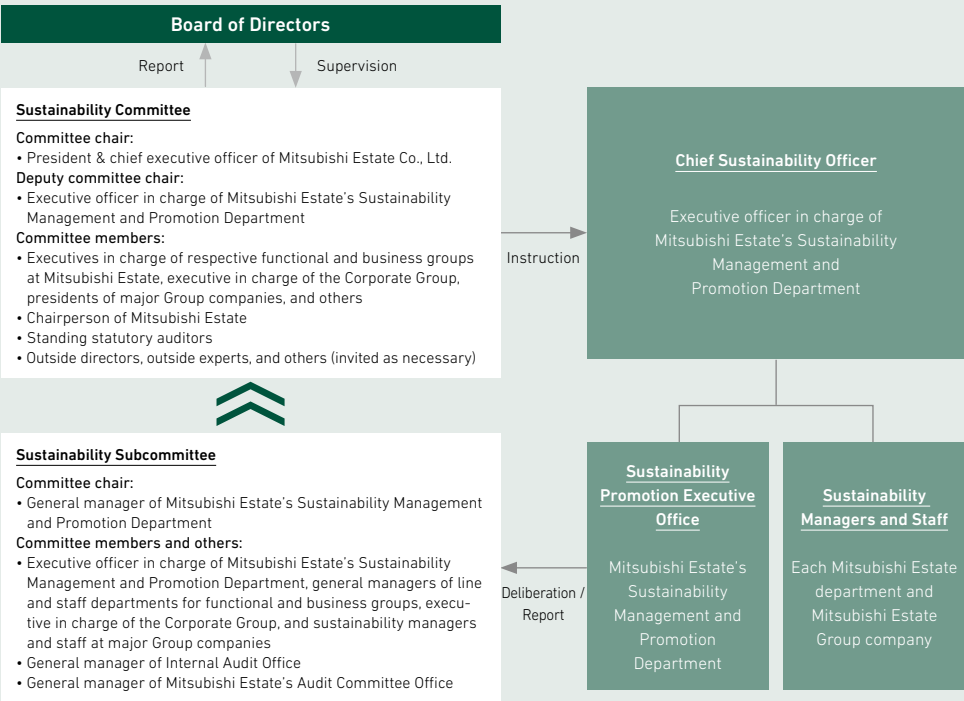 Board of Directors
Report
Supervision
Sustainability Committee
Committee chair:
• President & chief executive officer of Mitsubishi Estate Co., Ltd.
Deputy committee chair:
• Executive officer in charge of Mitsubishi Estate's Sustainability
Management and Promotion Department
Committee members:
• Executives in charge of respective functional and business groups
at Mitsubishi Estate, executive in charge of the Corporate Group,
presidents of major Group companies, and others
• Chairperson of Mitsubishi Estate
• Standing statutory auditors
• Outside directors, outside experts, and others (invited as necessary)
Instruction
Chief Sustainability Officer
Executive officer in charge of
Mitsubishi Estate's Sustainability
Management and
Promotion Department
Sustainability Subcommittee
Committee chair:
• General manager of Mitsubishi Estate's Sustainability Management
and Promotion Department
Committee members and others:
• Executive officer in charge of Mitsubishi Estate's Sustainability
Management and Promotion Department, general managers of line
and staff departments for functional and business groups, execu-
tive in charge of the Corporate Group, and sustainability managers
and staff at major Group companies
• General manager of Internal Audit Office
• General manager of Mitsubishi Estate's Audit Committee Office
Deliberation /
Report
Sustainability
Promotion Executive
Office
Mitsubishi Estate's
Sustainability
Management and
Promotion
Department
Sustainability
Managers and Staff
Each Mitsubishi Estate
department and
Mitsubishi Estate
Group company